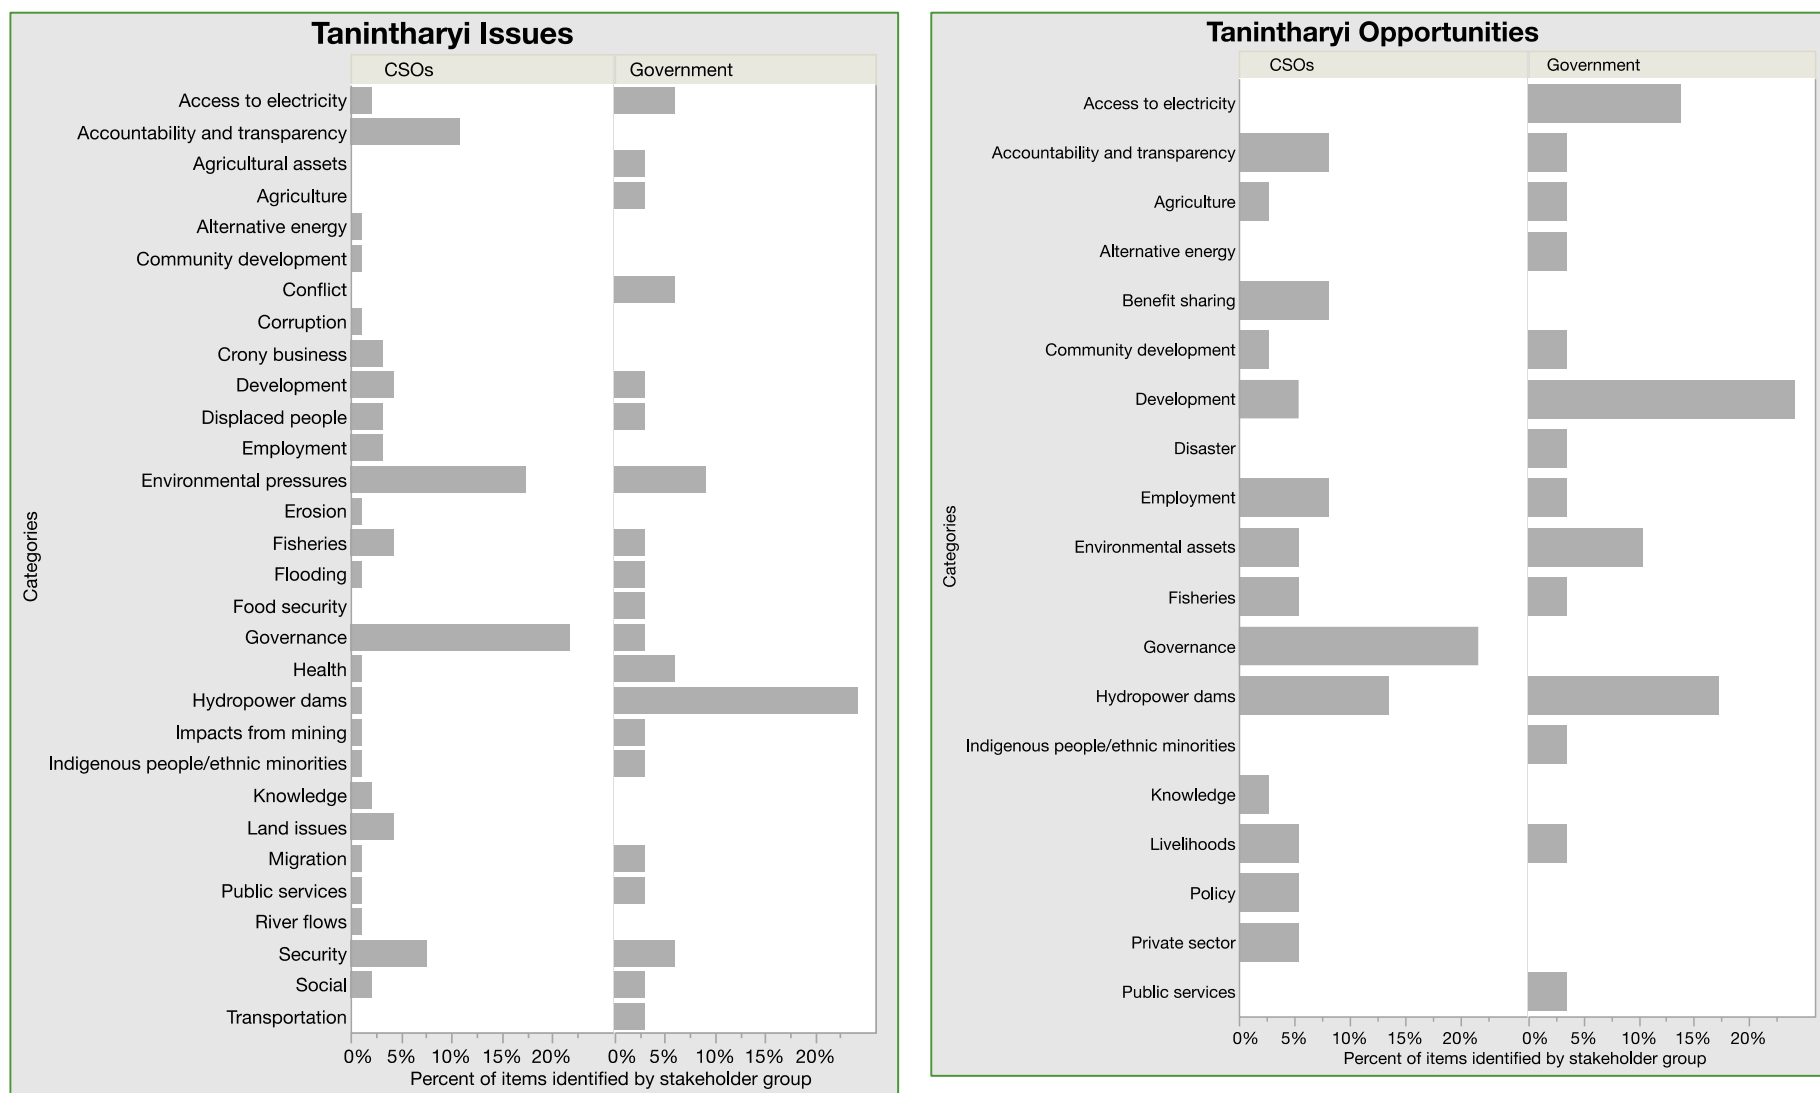 Tanintharyi Issues
CSOs Government
Access to electricity
Accountability and transparency
Agricultural assets
Agriculture
Alternative energy
Community development
Conflict
Corruption
Crony business
Development
Displaced people
Employment
Environmental pressures
Erosion
Fisheries
Flooding
Food security
Governance
Health
Hydropower dams
Impacts from mining
Indigenous people/ethnic minorities
Knowledge
Land issues
Migration
Public services
River flows
Security
Social
Transportation
Categories
0% 5% 10% 15% 20% 0% 5% 10% 15% 20%
Percent of items identified by stakeholder group
Tanintharyi Opportunities
CSOs Government
Access to electricity
Accountability and transparency
Agriculture
Alternative energy
Benefit sharing
Community development
Development
Disaster
Employment
Environmental assets
Fisheries
Governance
Hydropower dams
Indigenous people/ethnic minorities
Knowledge
Livelihoods
Policy
Private sector
Public services
Categories
0% 5% 10% 15% 20% 0% 5% 10% 15% 20%
Percent of items identified by stakeholder group